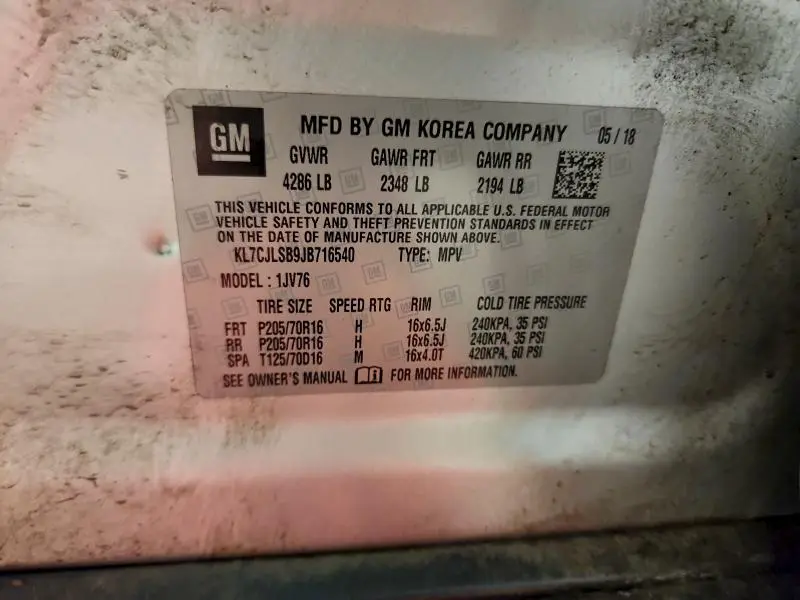 GM MFD BY GM KOREA COMPANY 05/18
GVWR GAWR FRT GAWR RR
4286 LB 2348 LB 2194 LB
THIS VEHICLE CONFORMS TO ALL APPLICABLE U.S. FEDERAL MOTOR
VEHICLE SAFETY AND THEFT PREVENTION STANDARDS IN EFFECT
ON THE DATE OF MANUFACTURE SHOWN ABOVE.
KL7CJLSB9JB716540 TYPE: MPV
MODEL : 1JV76
TIRE SIZE SPEED RTG RIM COLD TIRE PRESSURE
FRT P205/70R16 H 16x6.5J 240KPA, 35 PSI
RR P205/70R16 H 16x6.5J 240KPA, 35 PSI
SPA T125/70D16 M 16x4.0T 420KPA, 60 PSI
SEE OWNER'S MANUAL FOR MORE INFORMATION.